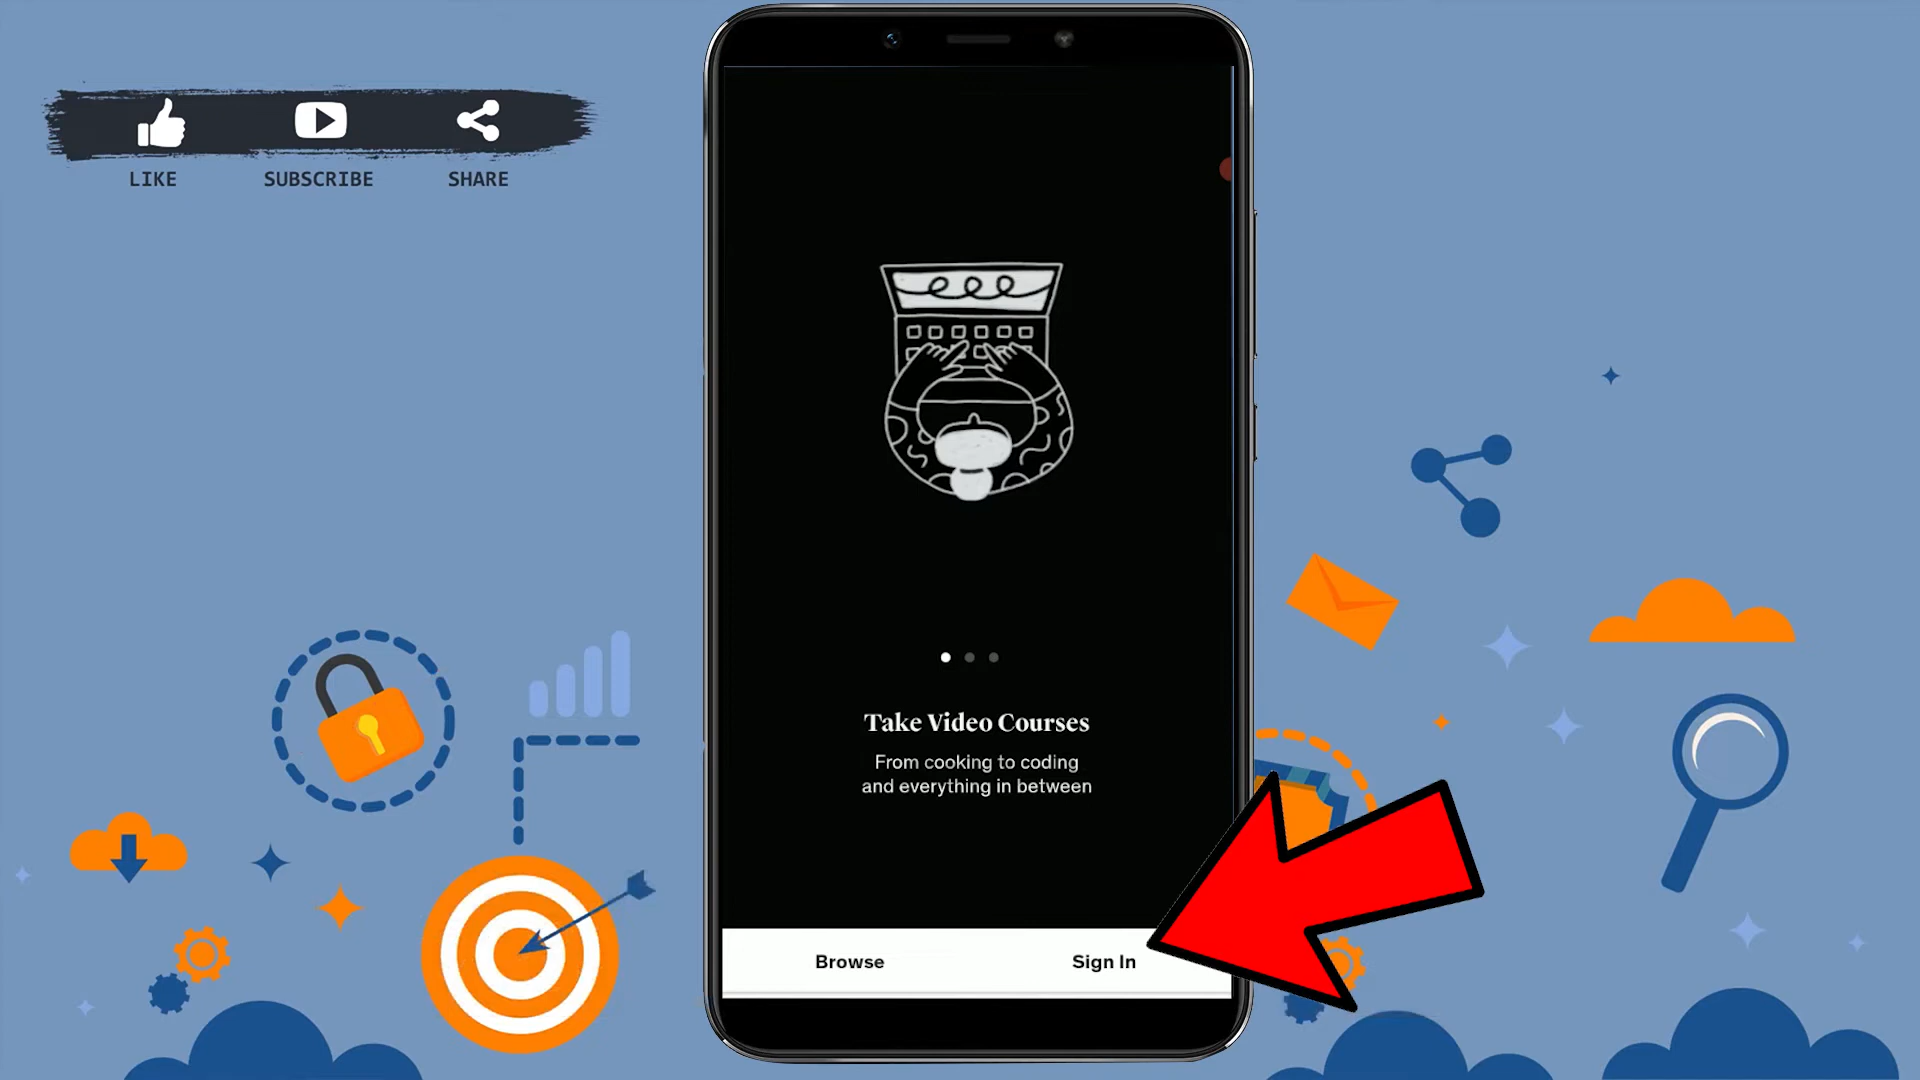 LIKE SUBSCRIBE SHARE
Take Video Courses
From cooking to coding
and everything in between
Browse Sign In